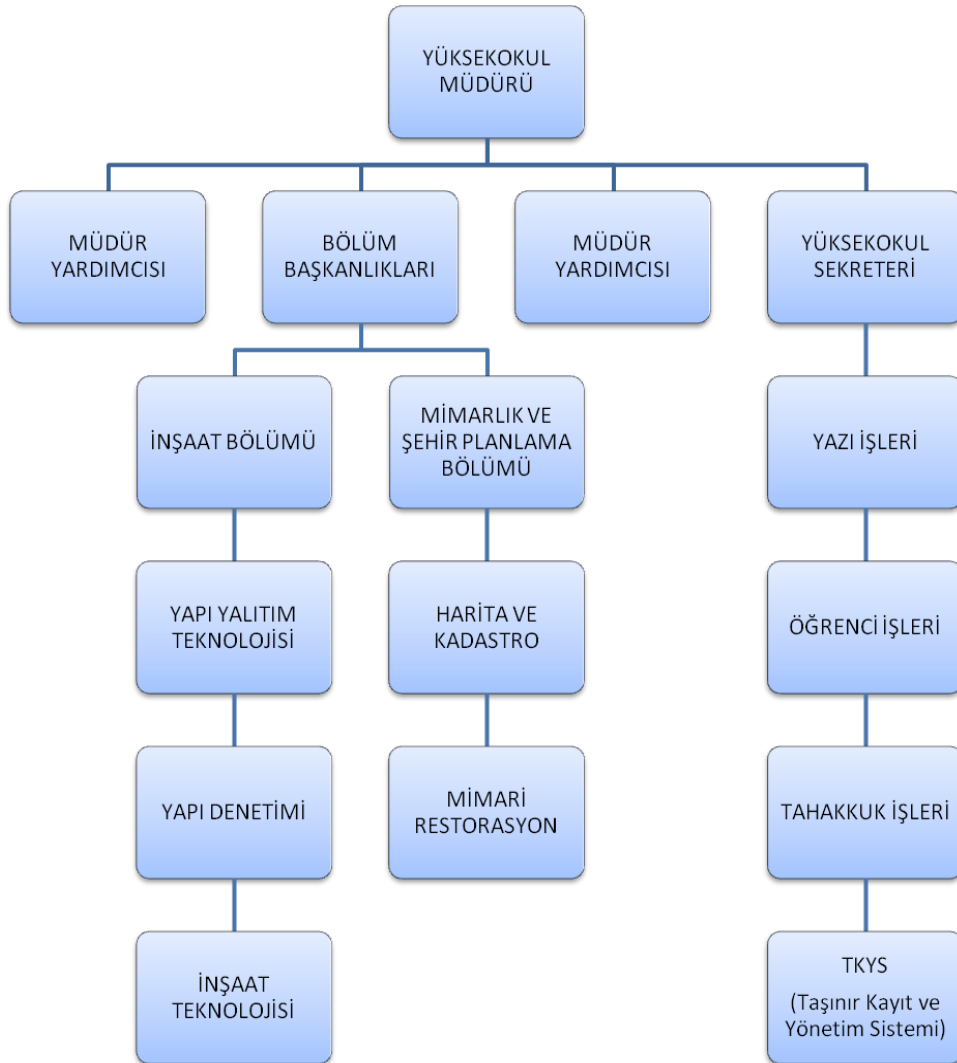 YÜKSEKOKUL
MÜDÜRÜ
MÜDÜR
YARDIMCISI
BÖLÜM
BAŞKANLIKLARI
MÜDÜR
YARDIMCISI
YÜKSEKOKUL
SEKRETERİ
İNŞAAT BÖLÜMÜ
MİMARLIK VE
ŞEHİR PLANLAMA
BÖLÜMÜ
YAZI İŞLERİ
YAPI YALITIM
TEKNOLOJİSİ
HARİTA VE
KADASTRO
ÖĞRENCİ İŞLERİ
YAPI DENETİMİ
MİMARİ
RESTORASYON
TAHAKKUK İŞLERİ
İNŞAAT
TEKNOLOJİSİ
TKYS
(Taşınır Kayıt ve
Yönetim Sistemi)